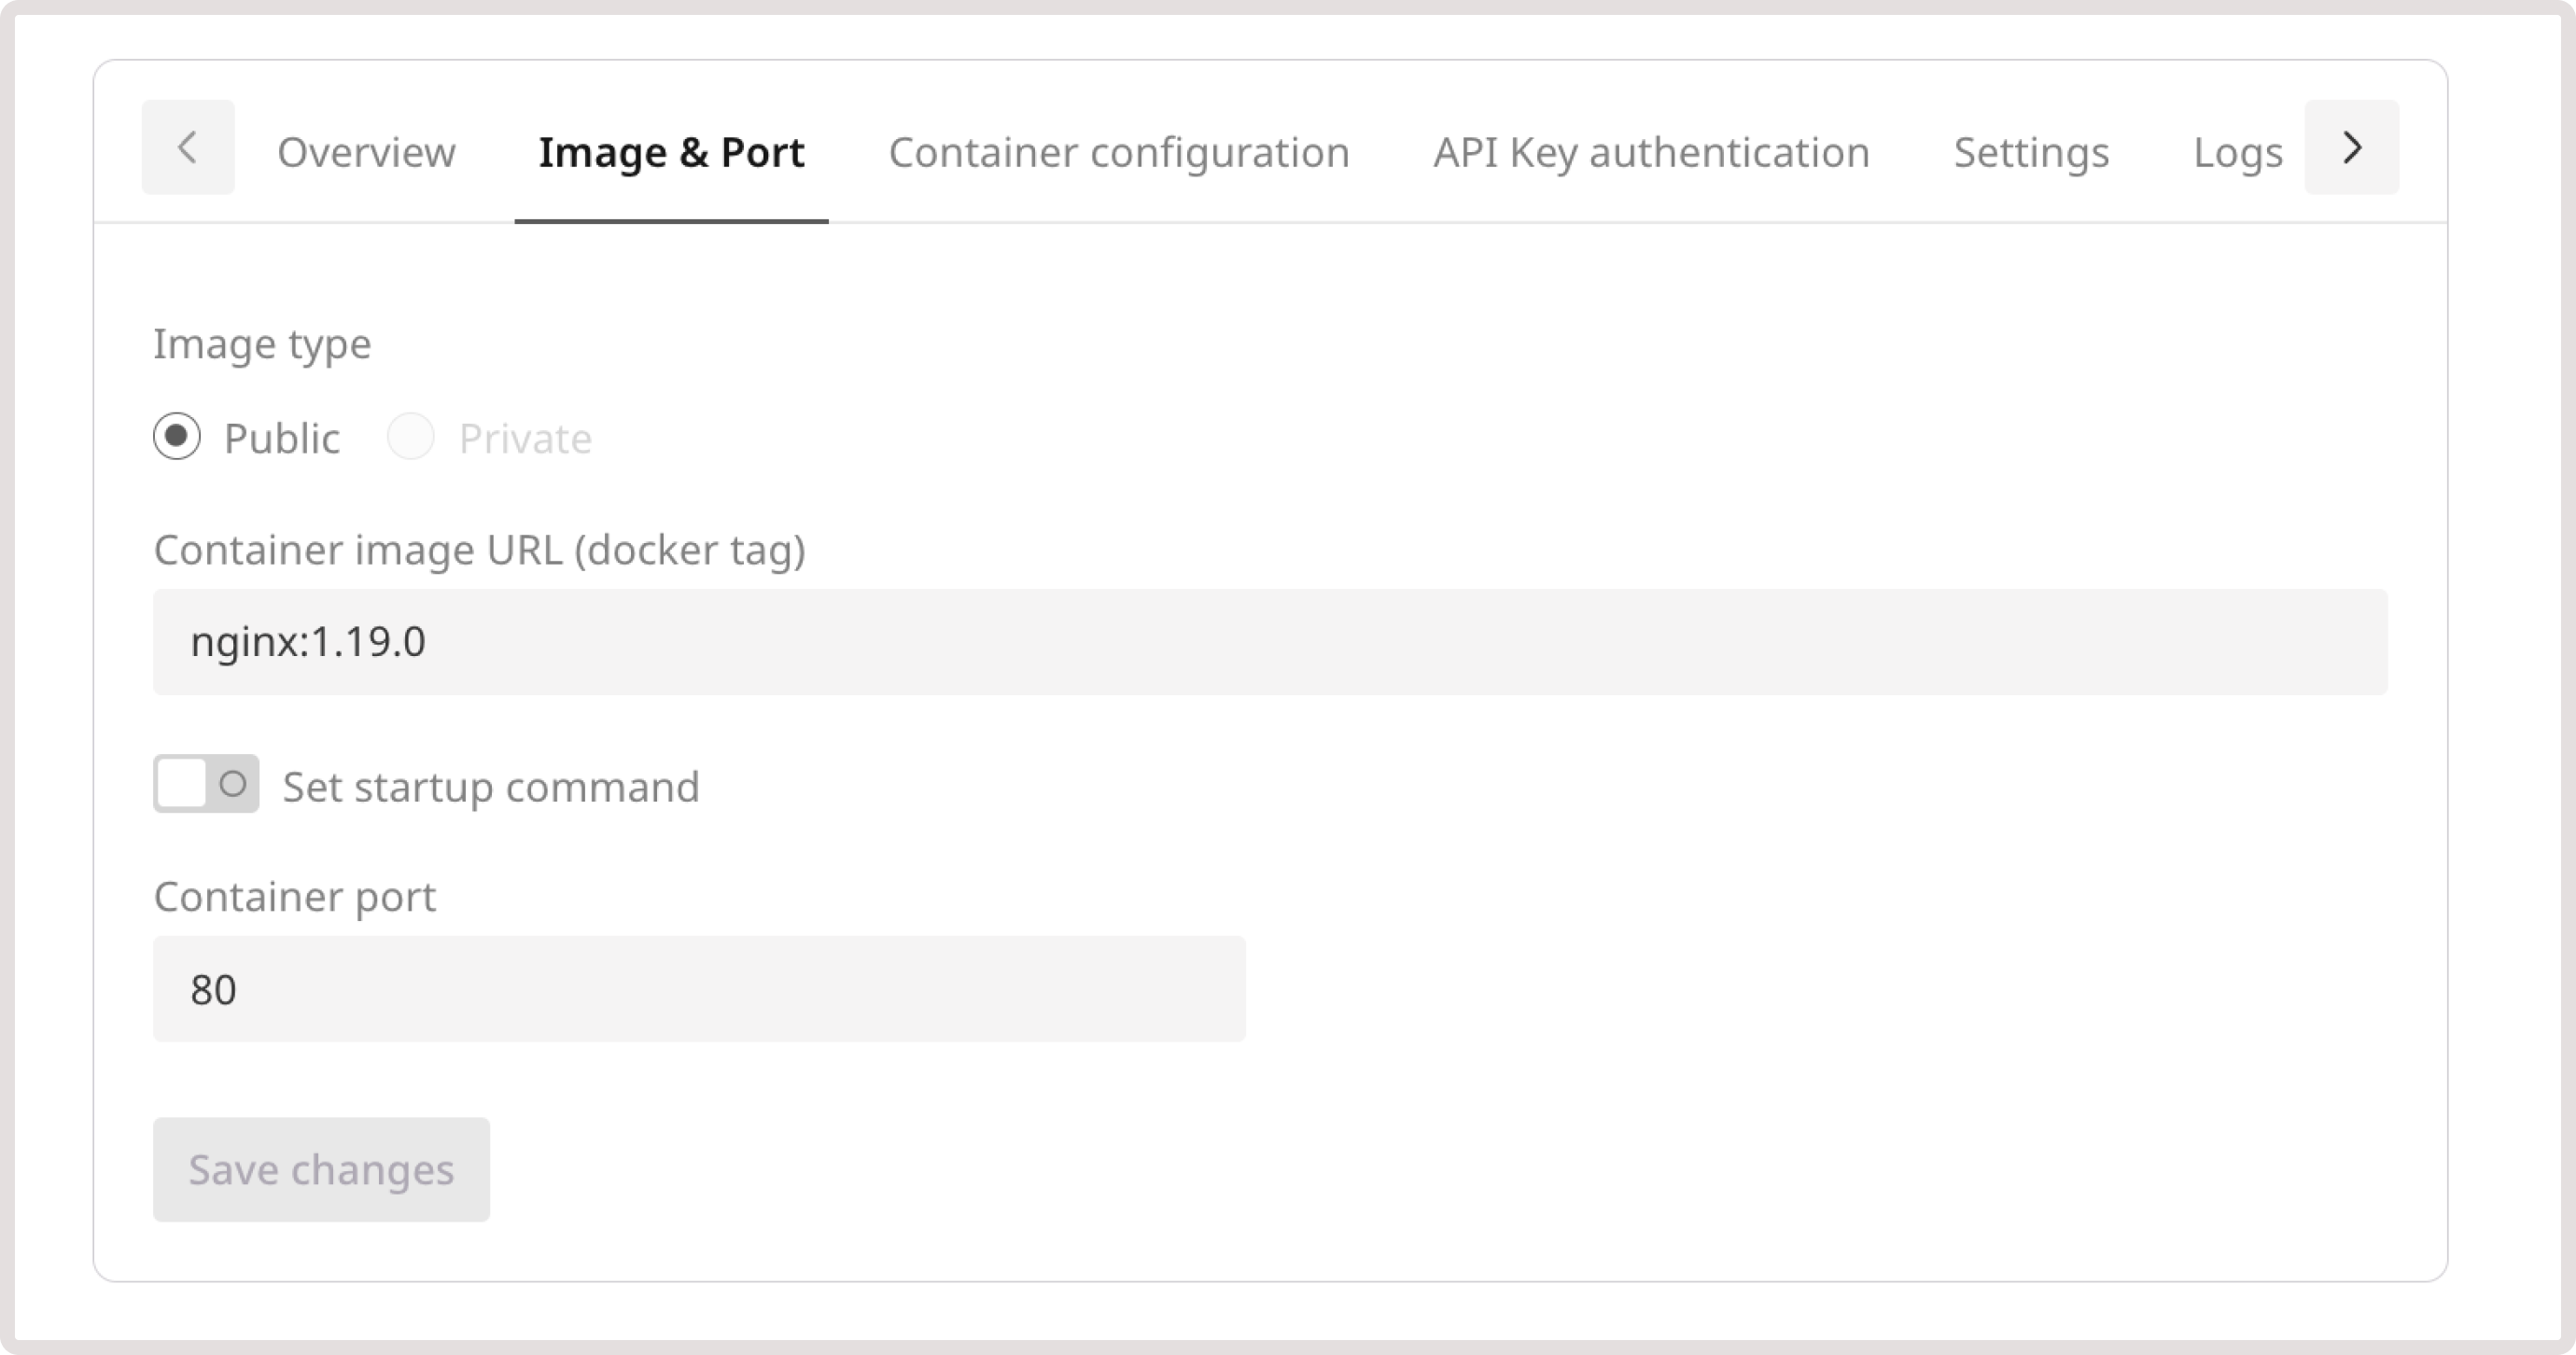 Overview Image & Port Container configuration API Key authentication Settings Logs
Image type
Public Private
Container image URL (docker tag)
nginx:1.19.0
Set startup command
Container port
80
Save changes